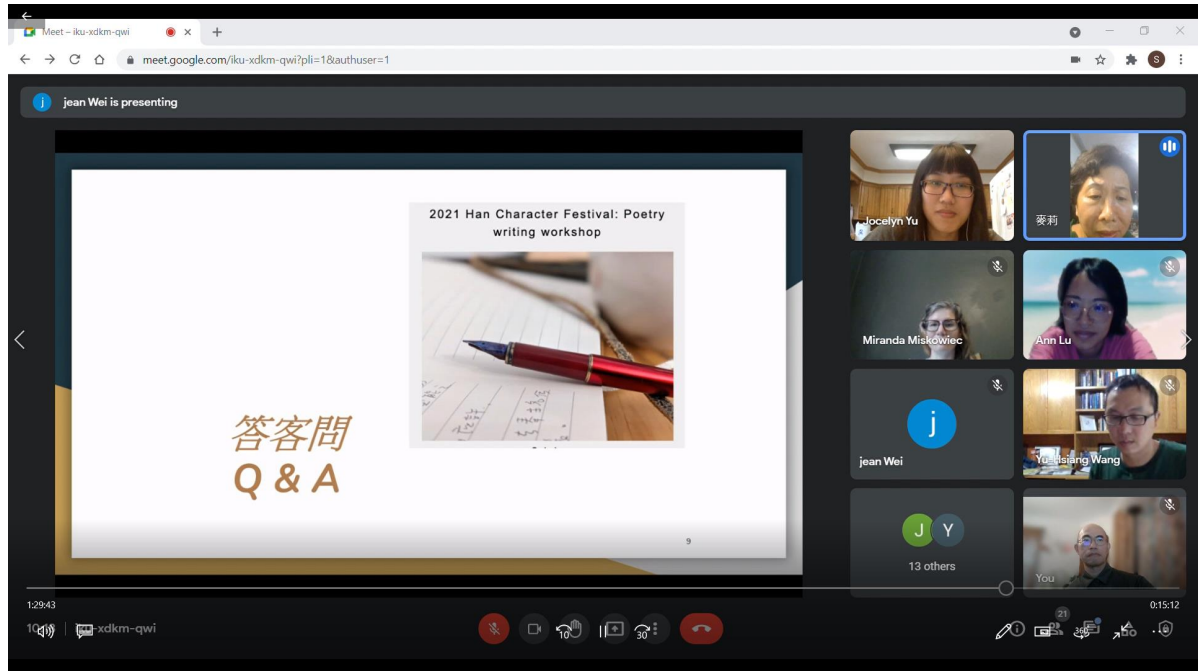 Meet – iku-xdkm-qwi
meet.google.com/iku-xdkm-qwi?pli=1&authuser=1
S
j
jean Wei is presenting
2021 Han Character Festival: Poetry
writing workshop
答客問
Q & A
9
Jocelyn Yu
麥莉
Miranda Miskowiec
Ann Lu
j
jean Wei
Yu-Hsiang Wang
J Y
13 others
You
1:29:43
0:15:12
-xdkm-qwi
10
30
21
360